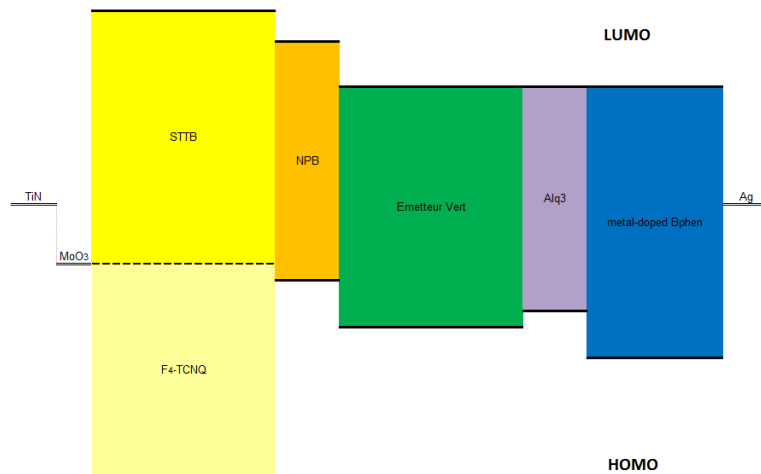 LUMO
STTB
NPB
TiN
Emetteur Vert
Alq3
metal-doped Bphen
Ag
MoO3
F4-TCNQ
HOMO